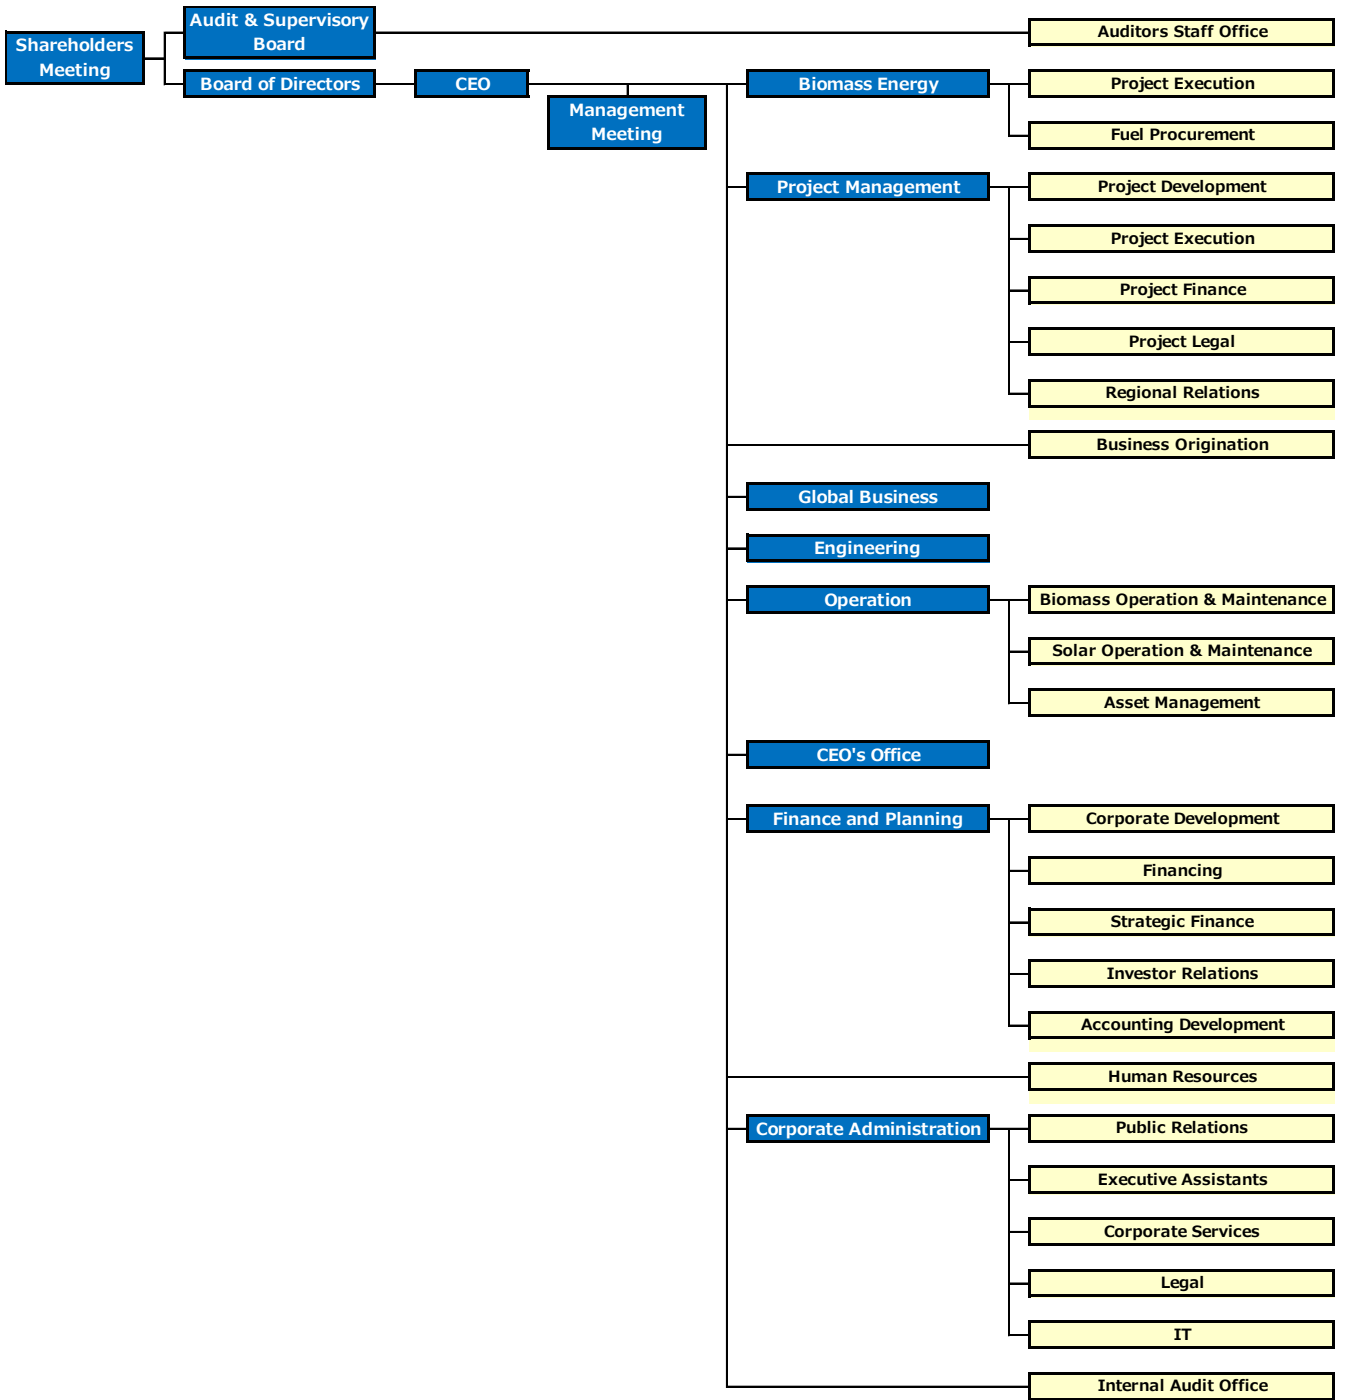 Audit & Supervisory
Board
Auditors Staff Office
Shareholders
Meeting
Board of Directors
CEO
Biomass Energy
Project Execution
Management
Meeting
Fuel Procurement
Project Management
Project Development
Project Execution
Project Finance
Project Legal
Regional Relations
Business Origination
Global Business
Engineering
Operation
Biomass Operation & Maintenance
Solar Operation & Maintenance
Asset Management
CEO's Office
Finance and Planning
Corporate Development
Financing
Strategic Finance
Investor Relations
Accounting Development
Human Resources
Corporate Administration
Public Relations
Executive Assistants
Corporate Services
Legal
IT
Internal Audit Office